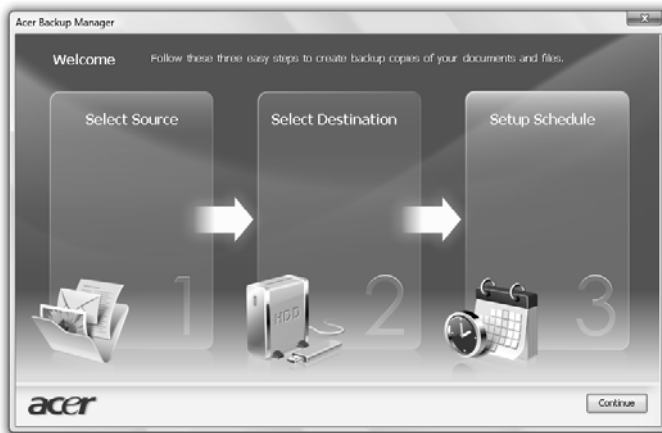 Acer Backup Manager
Welcome
Follow these three easy steps to create backup copies of your documents and files.
Select Source
Select Destination
Setup Schedule
1
HDD
2
3
acer
Continue